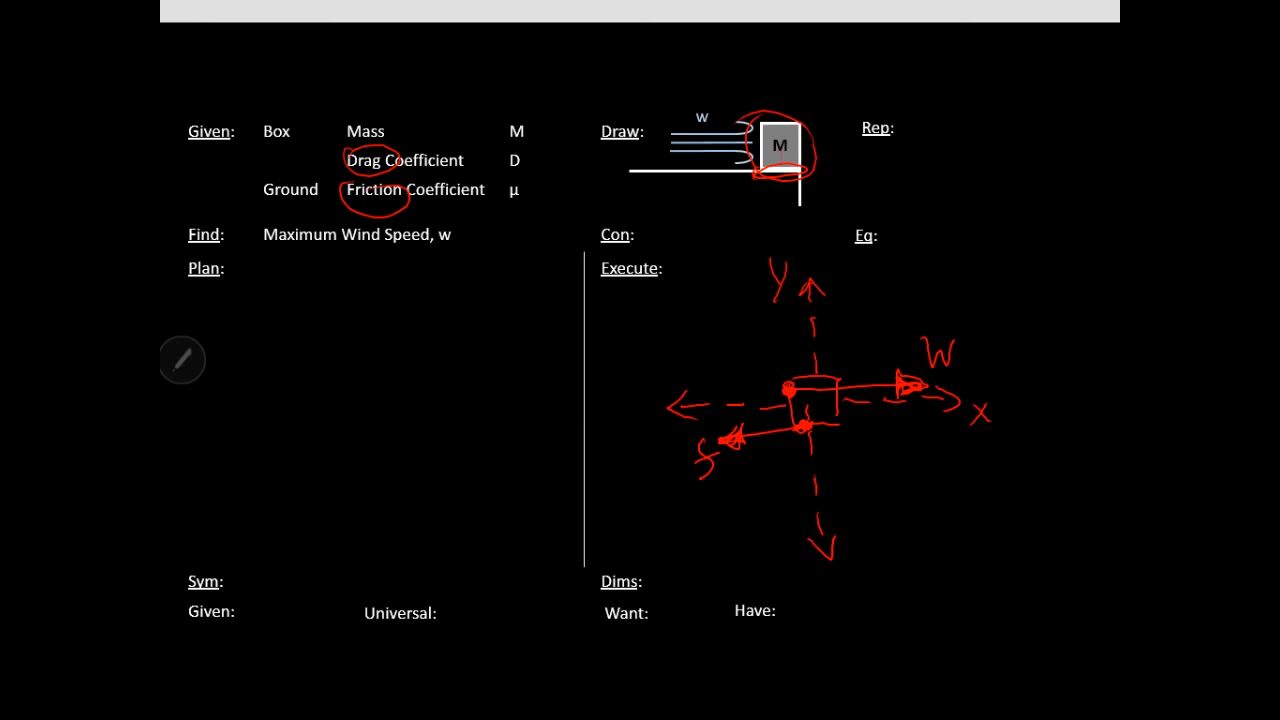 Given: Box Mass M
Drag Coefficient D
Ground Friction Coefficient μ
Draw: w
M
Rep:
Find: Maximum Wind Speed, w
Con:
Eq:
Plan:
Execute:
y
W
x
f
Sym:
Dims:
Given: Universal:
Want: Have: